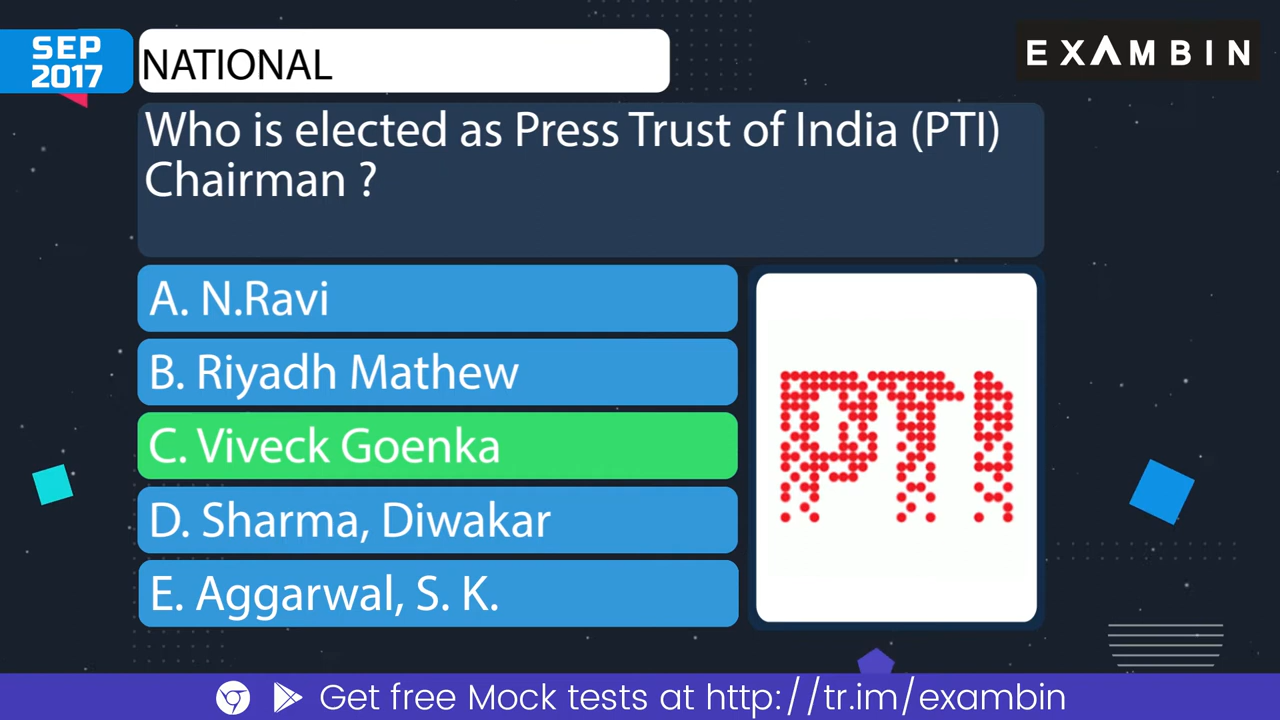 SEP
2017
NATIONAL
EXAMBIN
Who is elected as Press Trust of India (PTI)
Chairman ?
A. N.Ravi
B. Riyadh Mathew
C. Viveck Goenka
D. Sharma, Diwakar
E. Aggarwal, S. K.
PTI
Get free Mock tests at http://tr.im/exambin